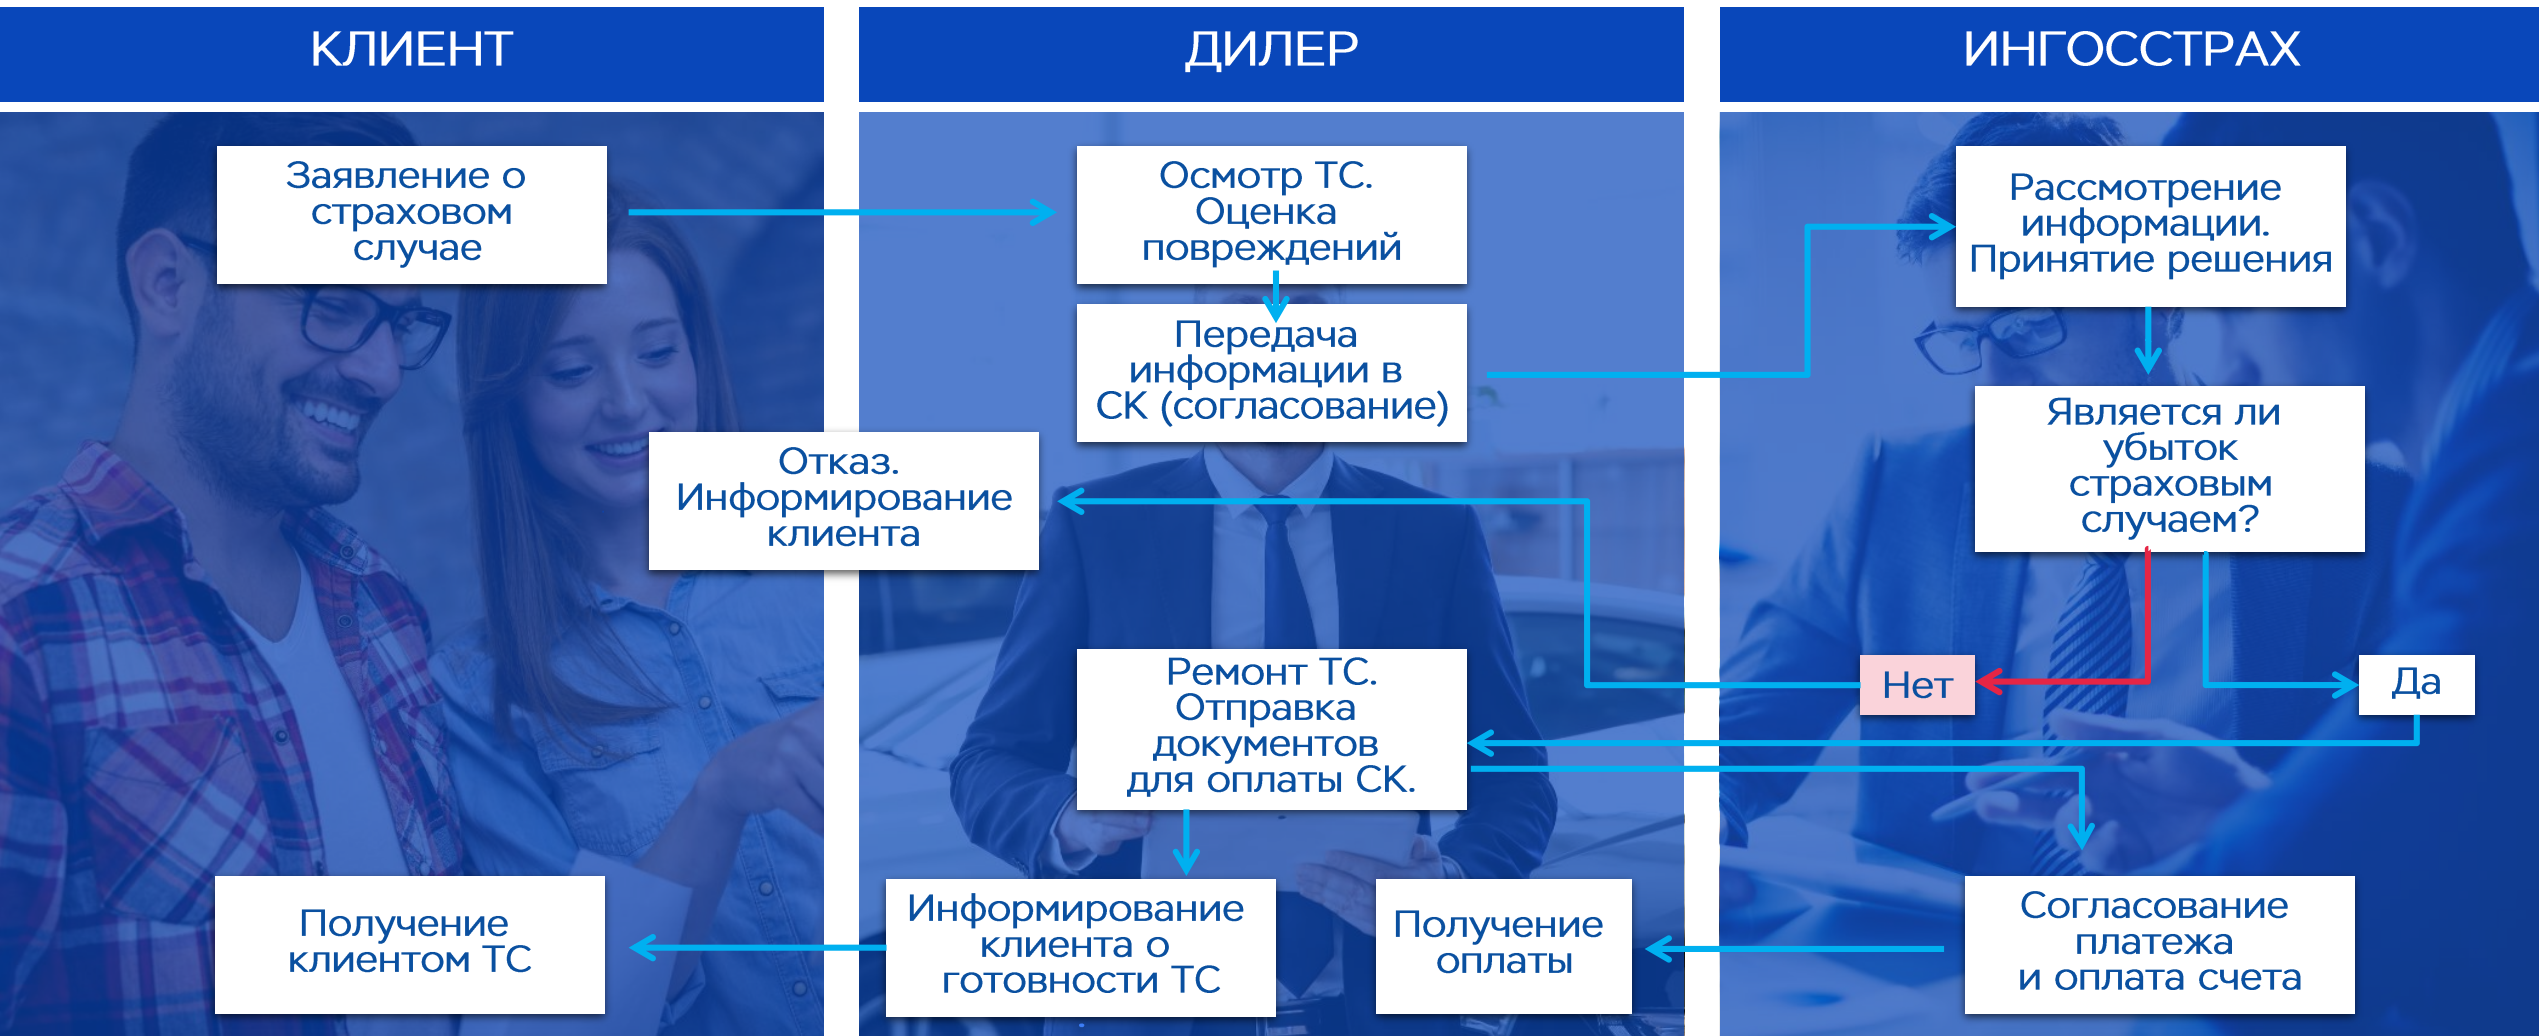 КЛИЕНТ
ДИЛЕР
ИНГОССТРАХ
Заявление о
страховом
случае
Осмотр ТС.
Оценка
повреждений
Рассмотрение
информации.
Принятие решения
Передача
информации в
СК (согласование)
Является ли
убыток
страховым
случаем?
Отказ.
Информирование
клиента
Нет
Да
Ремонт ТС.
Отправка
документов
для оплаты СК.
Получение
клиентом ТС
Информирование
клиента о
готовности ТС
Получение
оплаты
Согласование
платежа
и оплата счета